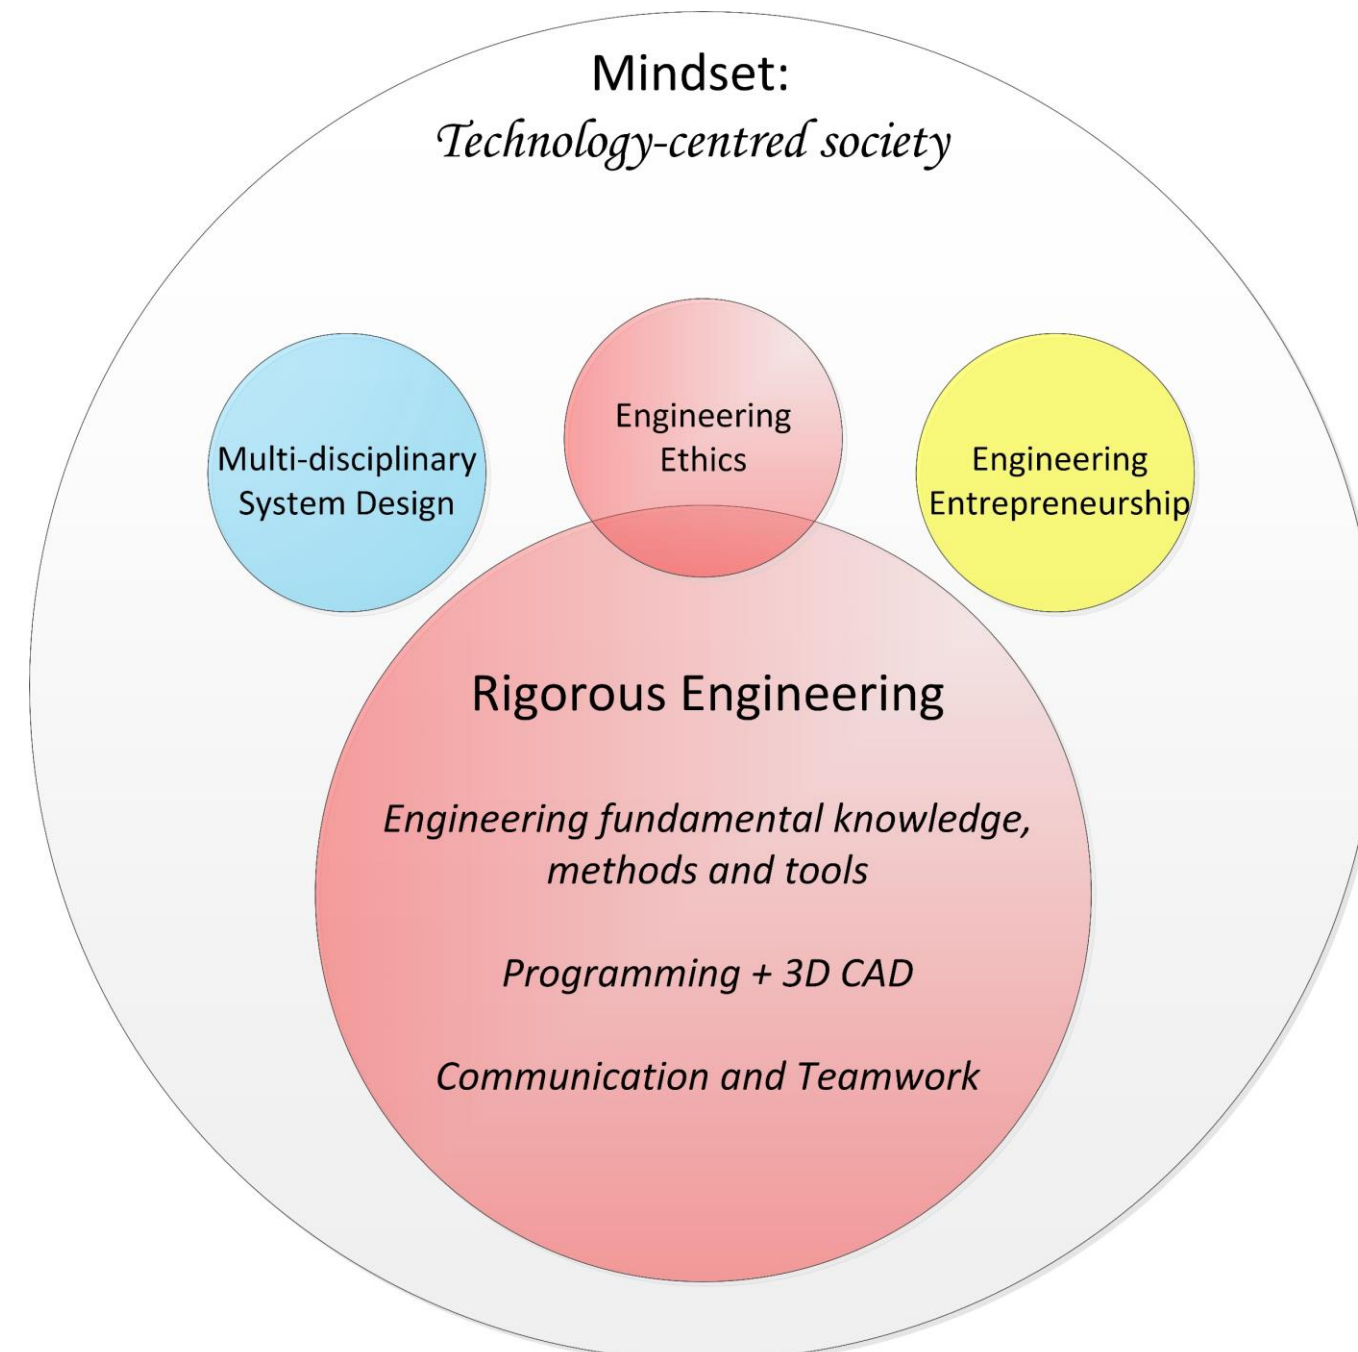 Mindset:
Technology-centred society
Engineering
Ethics
Multi-disciplinary
System Design
Engineering
Entrepreneurship
Rigorous Engineering
Engineering fundamental knowledge,
methods and tools
Programming + 3D CAD
Communication and Teamwork